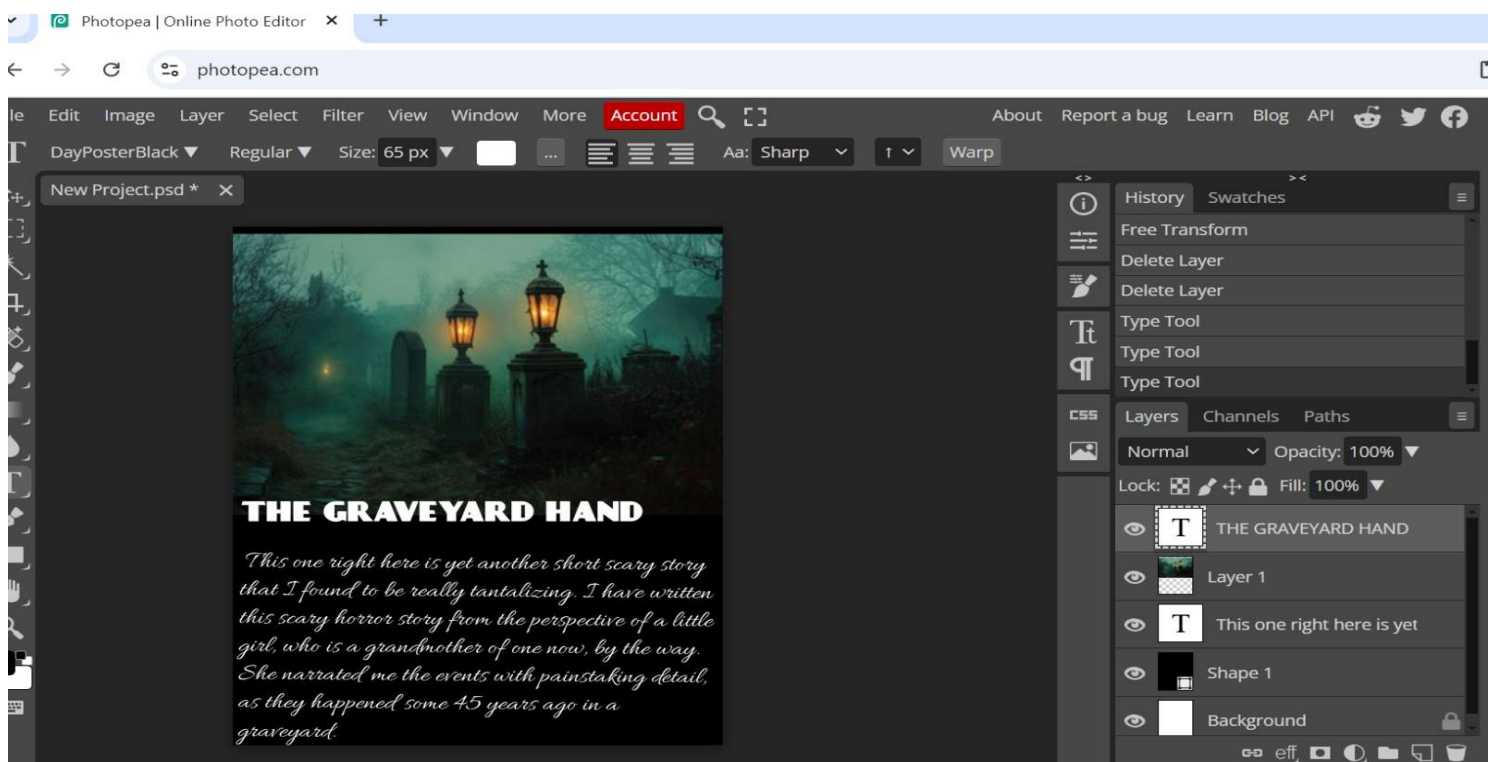 Photopea | Online Photo Editor
photopea.com
le Edit Image Layer Select Filter View Window More Account About Report a bug Learn Blog API
T DayPosterBlack Regular Size: 65 px ... Aa: Sharp Warp
New Project.psd *
THE GRAVEYARD HAND
This one right here is yet another short scary story
that I found to be really tantalizing. I have written
this scary horror story from the perspective of a little
girl, who is a grandmother of one now, by the way.
She narrated me the events with painstaking detail,
as they happened some 45 years ago in a
graveyard.
CSS
History Swatches
Free Transform
Delete Layer
Delete Layer
Type Tool
Type Tool
Type Tool
Layers Channels Paths
Normal Opacity: 100%
Lock: Fill: 100%
T THE GRAVEYARD HAND
Layer 1
T This one right here is yet
Shape 1
Background
eff